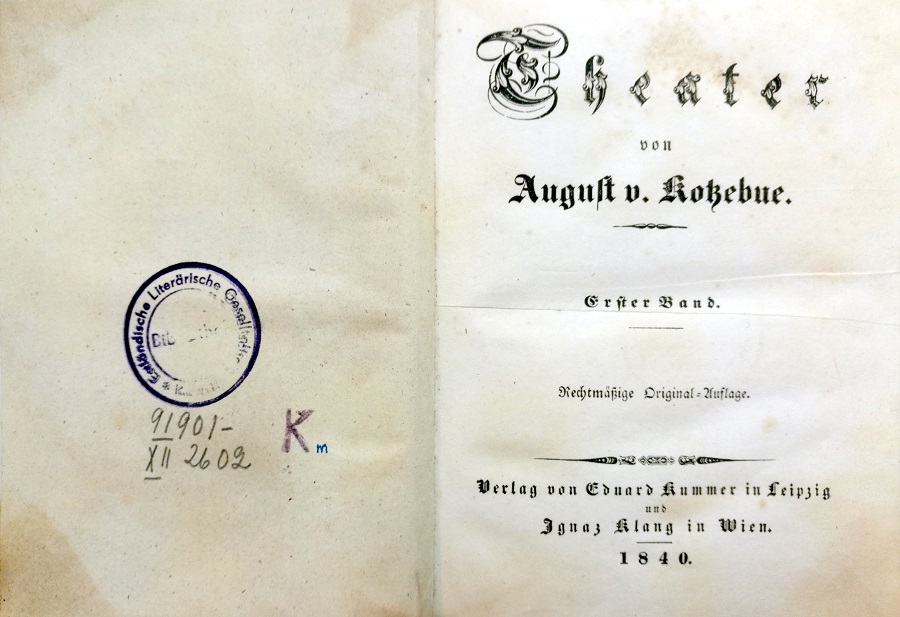 Estländische Literärische Gesellschaft
91901-
XII 2602
K
m
Theater
von
August v. Kotzebue.
Erster Band.
Rechtmäßige Original-Auflage.
Verlag von Eduard Kummer in Leipzig
und
Ignaz Klang in Wien.
1840.